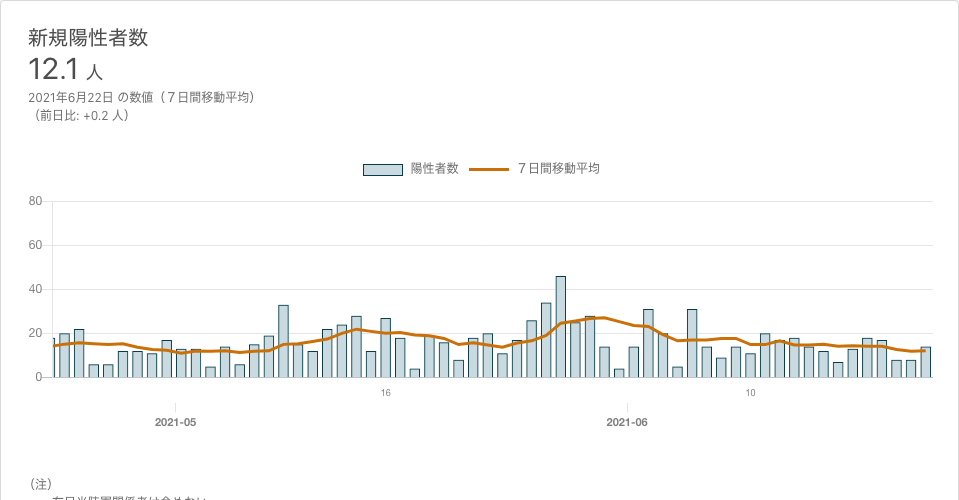 新規陽性者数
12.1 人
2021年6月22日 の数値（７日間移動平均）
（前日比: +0.2 人）
陽性者数 ７日間移動平均
80
60
40
20
0
16 10
2021-05 2021-06
（注）